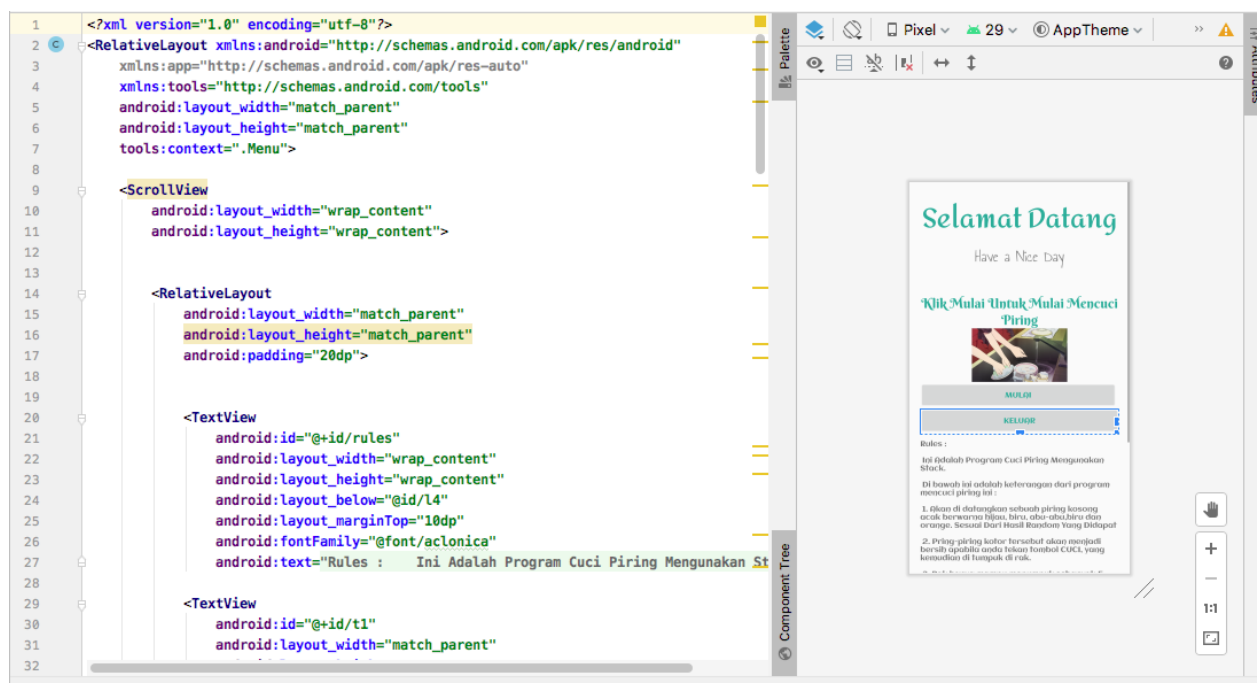 1 <?xml version="1.0" encoding="utf-8"?>
2 C <RelativeLayout xmlns:android="http://schemas.android.com/apk/res/android"
3 xmlns:app="http://schemas.android.com/apk/res-auto"
4 xmlns:tools="http://schemas.android.com/tools"
5 android:layout_width="match_parent"
6 android:layout_height="match_parent"
7 tools:context=".Menu">
8
9 <ScrollView
10 android:layout_width="wrap_content"
11 android:layout_height="wrap_content">
12
13
14 <RelativeLayout
15 android:layout_width="match_parent"
16 android:layout_height="match_parent"
17 android:padding="20dp">
18
19
20 <TextView
21 android:id="@+id/rules"
22 android:layout_width="wrap_content"
23 android:layout_height="wrap_content"
24 android:layout_below="@id/l4"
25 android:layout_marginTop="10dp"
26 android:fontFamily="@font/aclonica"
27 android:text="Rules : Ini Adalah Program Cuci Piring Mengunakan St
28
29 <TextView
30 android:id="@+id/t1"
31 android:layout_width="match_parent"
32
Palette
Component Tree
Pixel 29 AppTheme »
Attributes
Selamat Datang
Have a Nice Day
Klik Mulai Untuk Mulai Mencuci
Piring
MULAI
KELUAR
Rules :
Ini Adalah Program Cuci Piring Mengunakan
Stack.
Di bawah ini adalah keterangan dari program
mencuci piring ini :
1. Akan di datangkan sebuah piring kosong
acak berwarna hijau, biru, abu-abu,biru dan
orange. Sesuai Dari Hasil Random Yang Didapat
2. Pring-piring kotor tersebut akan menjadi
bersih apabila anda tekan tombol CUCI, yang
kemudian di tumpuk di rak.
1:1